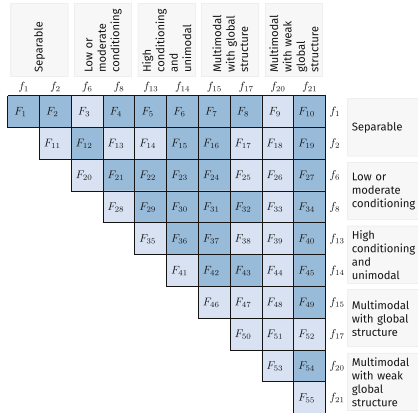 Separable
Low or
moderate
conditioning
High
conditioning
and
unimodal
Multimodal
with global
structure
Multimodal
with weak
global
structure
f1 f2 f6 f8 f13 f14 f15 f17 f20 f21
F1 F2 F3 F4 F5 F6 F7 F8 F9 F10 f1
F11 F12 F13 F14 F15 F16 F17 F18 F19 f2
Separable
F20 F21 F22 F23 F24 F25 F26 F27 f6
F28 F29 F30 F31 F32 F33 F34 f8
Low or
moderate
conditioning
F35 F36 F37 F38 F39 F40 f13
F41 F42 F43 F44 F45 f14
High
conditioning
and
unimodal
F46 F47 F48 F49 f15
F50 F51 F52 f17
Multimodal
with global
structure
F53 F54 f20
F55 f21
Multimodal
with weak
global
structure